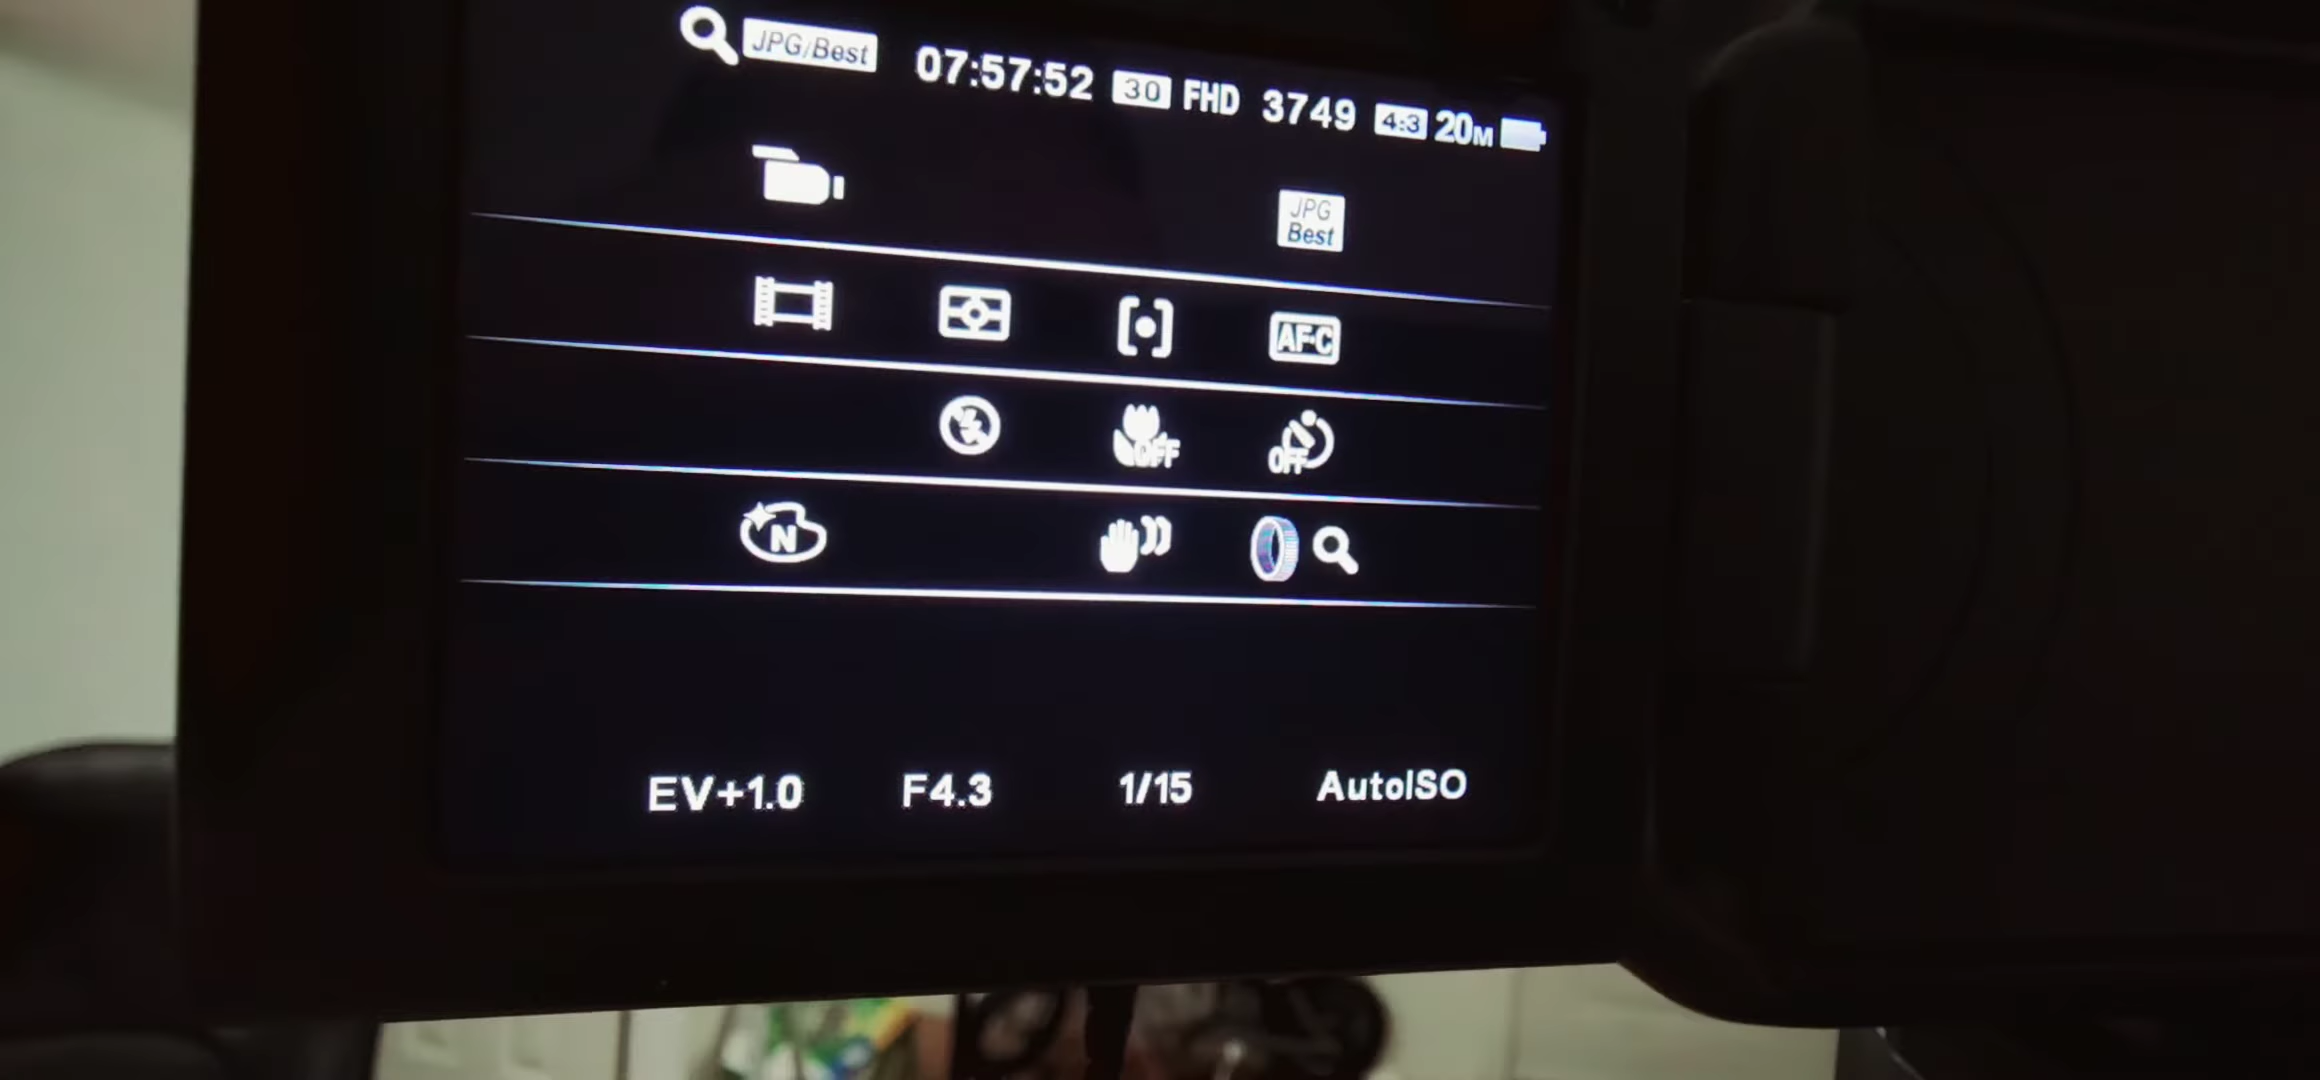 JPG/Best 07:57:52 30 FHD 3749 4:3 20M
JPG
Best
AF-C
OFF OFF
N
EV+1.0 F4.3 1/15 AutoISO